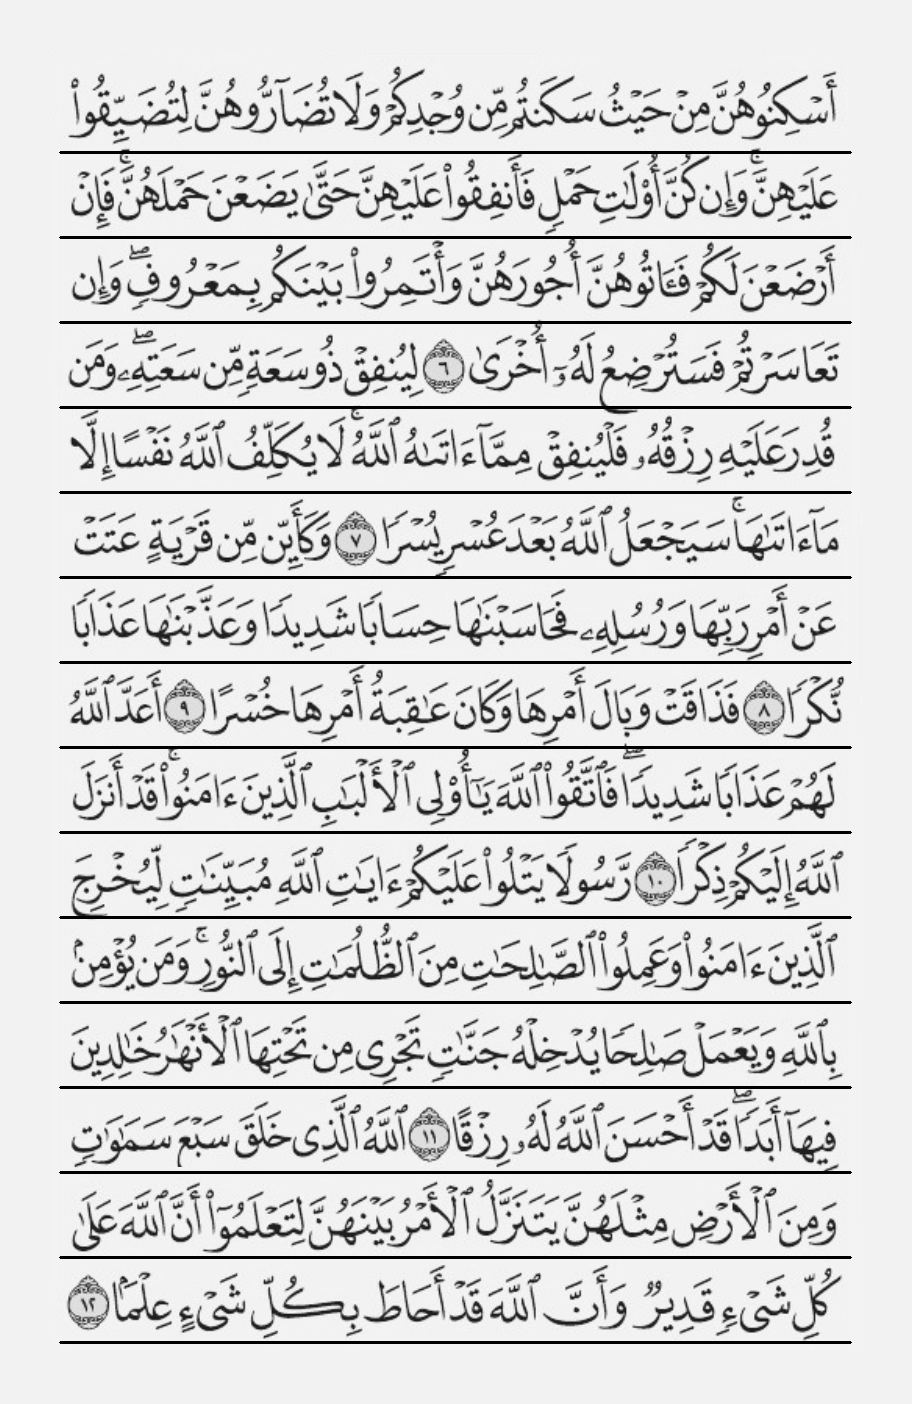 أَسْكِنُوهُنَّ مِنْ حَيْثُ سَكَنتُم مِّن وُجْدِكُمْ وَلَا تُضَآرُّوهُنَّ لِتُضَيِّقُوا۟
عَلَيْهِنَّ ۚ وَإِن كُنَّ أُو۟لَـٰتِ حَمْلٍ فَأَنفِقُوا۟ عَلَيْهِنَّ حَتَّىٰ يَضَعْنَ حَمْلَهُنَّ ۚ فَإِنْ
أَرْضَعْنَ لَكُمْ فَـَٔاتُوهُنَّ أُجُورَهُنَّ وَأْتَمِرُوا۟ بَيْنَكُم بِمَعْرُوفٍ ۖ وَإِن
تَعَاسَرْتُمْ فَسَتُرْضِعُ لَهُۥٓ أُخْرَىٰ ٦ لِيُنفِقْ ذُو سَعَةٍ مِّن سَعَتِهِۦ ۖ وَمَن
قُدِرَ عَلَيْهِ رِزْقُهُۥ فَلْيُنفِقْ مِمَّآ ءَاتَىٰهُ ٱللَّهُ ۚ لَا يُكَلِّفُ ٱللَّهُ نَفْسًا إِلَّا
مَآ ءَاتَىٰهَا ۚ سَيَجْعَلُ ٱللَّهُ بَعْدَ عُسْرٍ يُسْرًا ٧ وَكَأَيِّن مِّن قَرْيَةٍ عَتَتْ
عَنْ أَمْرِ رَبِّهَا وَرُسُلِهِۦ فَحَاسَبْنَـٰهَا حِسَابًا شَدِيدًا وَعَذَّبْنَـٰهَا عَذَابًا
نُّكْرًا ٨ فَذَاقَتْ وَبَالَ أَمْرِهَا وَكَانَ عَـٰقِبَةُ أَمْرِهَا خُسْرًا ٩ أَعَدَّ ٱللَّهُ
لَهُمْ عَذَابًا شَدِيدًا ۖ فَٱتَّقُوا۟ ٱللَّهَ يَـٰٓأُو۟لِى ٱلْأَلْبَـٰبِ ٱلَّذِينَ ءَامَنُوا۟ ۚ قَدْ أَنزَلَ
ٱللَّهُ إِلَيْكُمْ ذِكْرًا ١٠ رَّسُولًا يَتْلُوا۟ عَلَيْكُمْ ءَايَـٰتِ ٱللَّهِ مُبَيِّنَـٰتٍ لِّيُخْرِجَ
ٱلَّذِينَ ءَامَنُوا۟ وَعَمِلُوا۟ ٱلصَّـٰلِحَـٰتِ مِنَ ٱلظُّلُمَـٰتِ إِلَى ٱلنُّورِ ۚ وَمَن يُؤْمِنۢ
بِٱللَّهِ وَيَعْمَلْ صَـٰلِحًا يُدْخِلْهُ جَنَّـٰتٍ تَجْرِى مِن تَحْتِهَا ٱلْأَنْهَـٰرُ خَـٰلِدِينَ
فِيهَآ أَبَدًا ۖ قَدْ أَحْسَنَ ٱللَّهُ لَهُۥ رِزْقًا ١١ ٱللَّهُ ٱلَّذِى خَلَقَ سَبْعَ سَمَـٰوَٰتٍ
وَمِنَ ٱلْأَرْضِ مِثْلَهُنَّ يَتَنَزَّلُ ٱلْأَمْرُ بَيْنَهُنَّ لِتَعْلَمُوٓا۟ أَنَّ ٱللَّهَ عَلَىٰ
كُلِّ شَىْءٍ قَدِيرٌ وَأَنَّ ٱللَّهَ قَدْ أَحَاطَ بِكُلِّ شَىْءٍ عِلْمًۢا ١٢